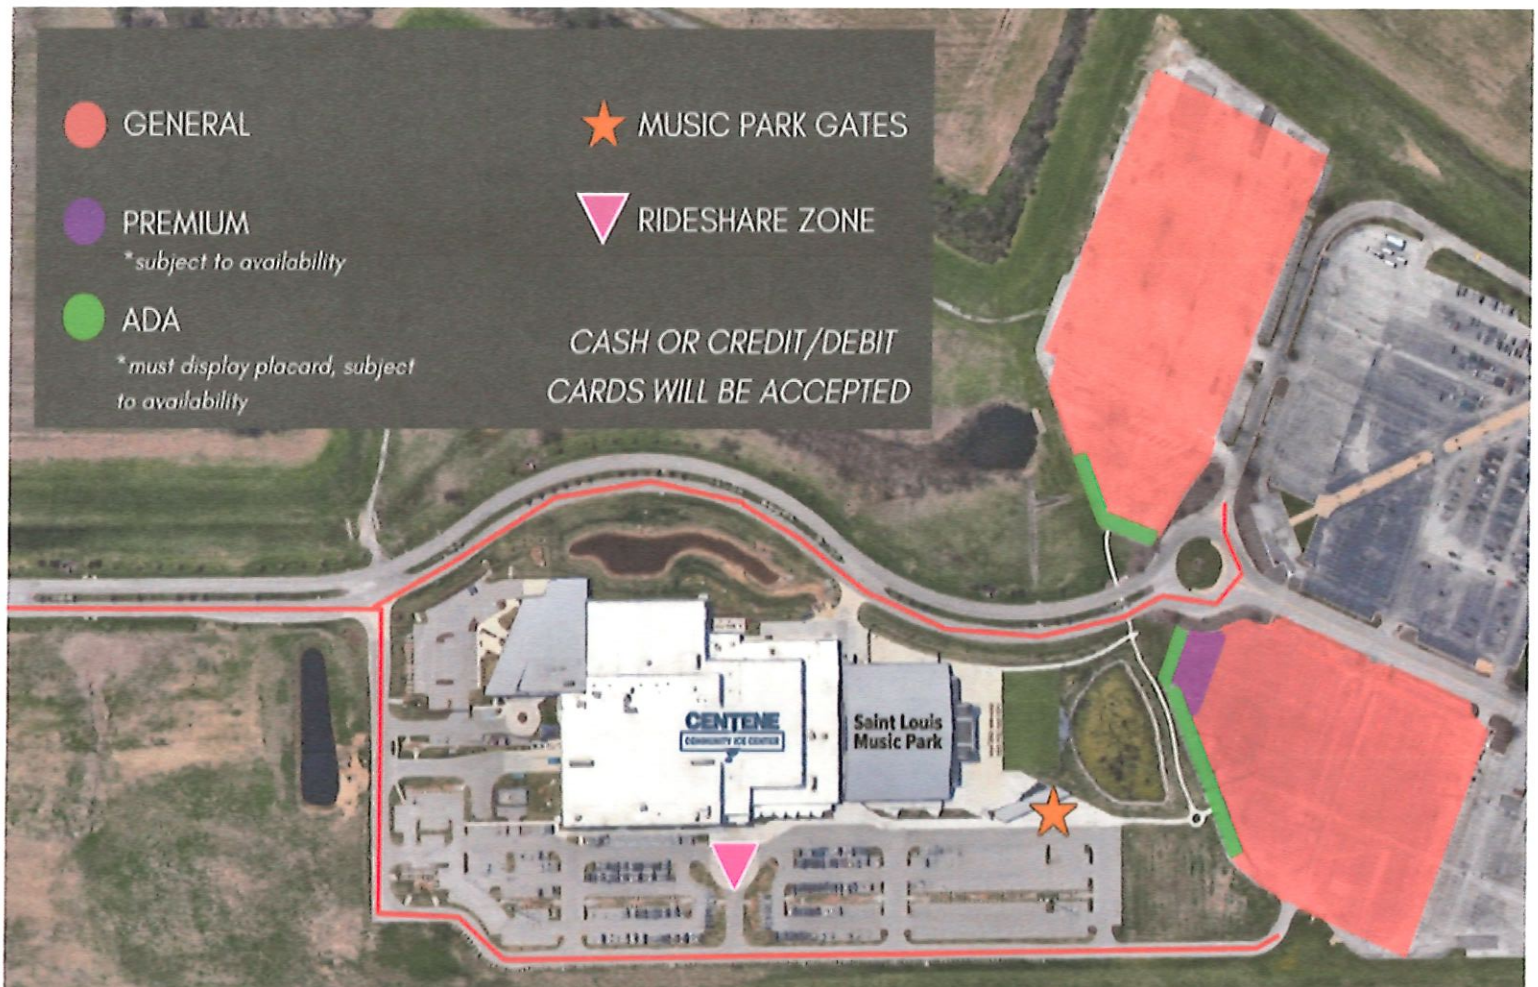 GENERAL
PREMIUM
*subject to availability
ADA
*must display placard, subject
to availability
MUSIC PARK GATES
RIDESHARE ZONE
CASH OR CREDIT/DEBIT
CARDS WILL BE ACCEPTED
CENTENE
COMMUNITY ICE CENTER
Saint Louis
Music Park